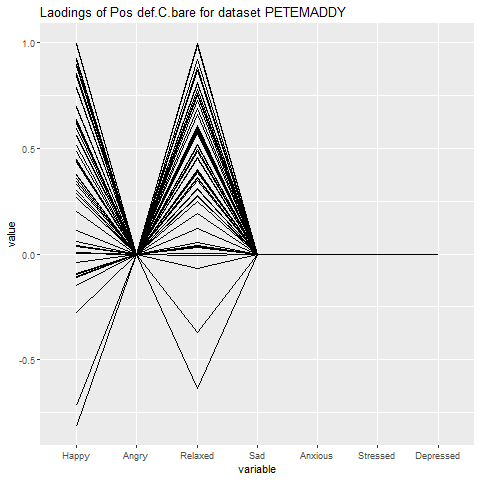 Laodings of Pos def.C.bare for dataset PETEMADDY
1.0
0.5
0.0
-0.5
value
Happy Angry Relaxed Sad Anxious Stressed Depressed
variable